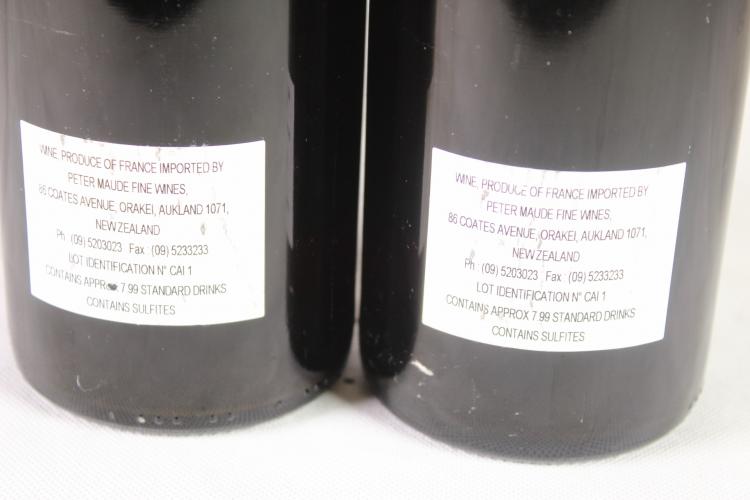 WINE, PRODUCE OF FRANCE IMPORTED BY
PETER MAUDE FINE WINES,
86 COATES AVENUE, ORAKEI, AUKLAND 1071,
NEW ZEALAND
Ph : (09) 5203023 Fax : (09) 5233233
LOT IDENTIFICATION N° CAI 1
CONTAINS APPROX 7.99 STANDARD DRINKS
CONTAINS SULFITES
WINE, PRODUCE OF FRANCE IMPORTED BY
PETER MAUDE FINE WINES,
86 COATES AVENUE, ORAKEI, AUKLAND 1071,
NEW ZEALAND
Ph : (09) 5203023 Fax : (09) 5233233
LOT IDENTIFICATION N° CAI 1
CONTAINS APPROX 7.99 STANDARD DRINKS
CONTAINS SULFITES